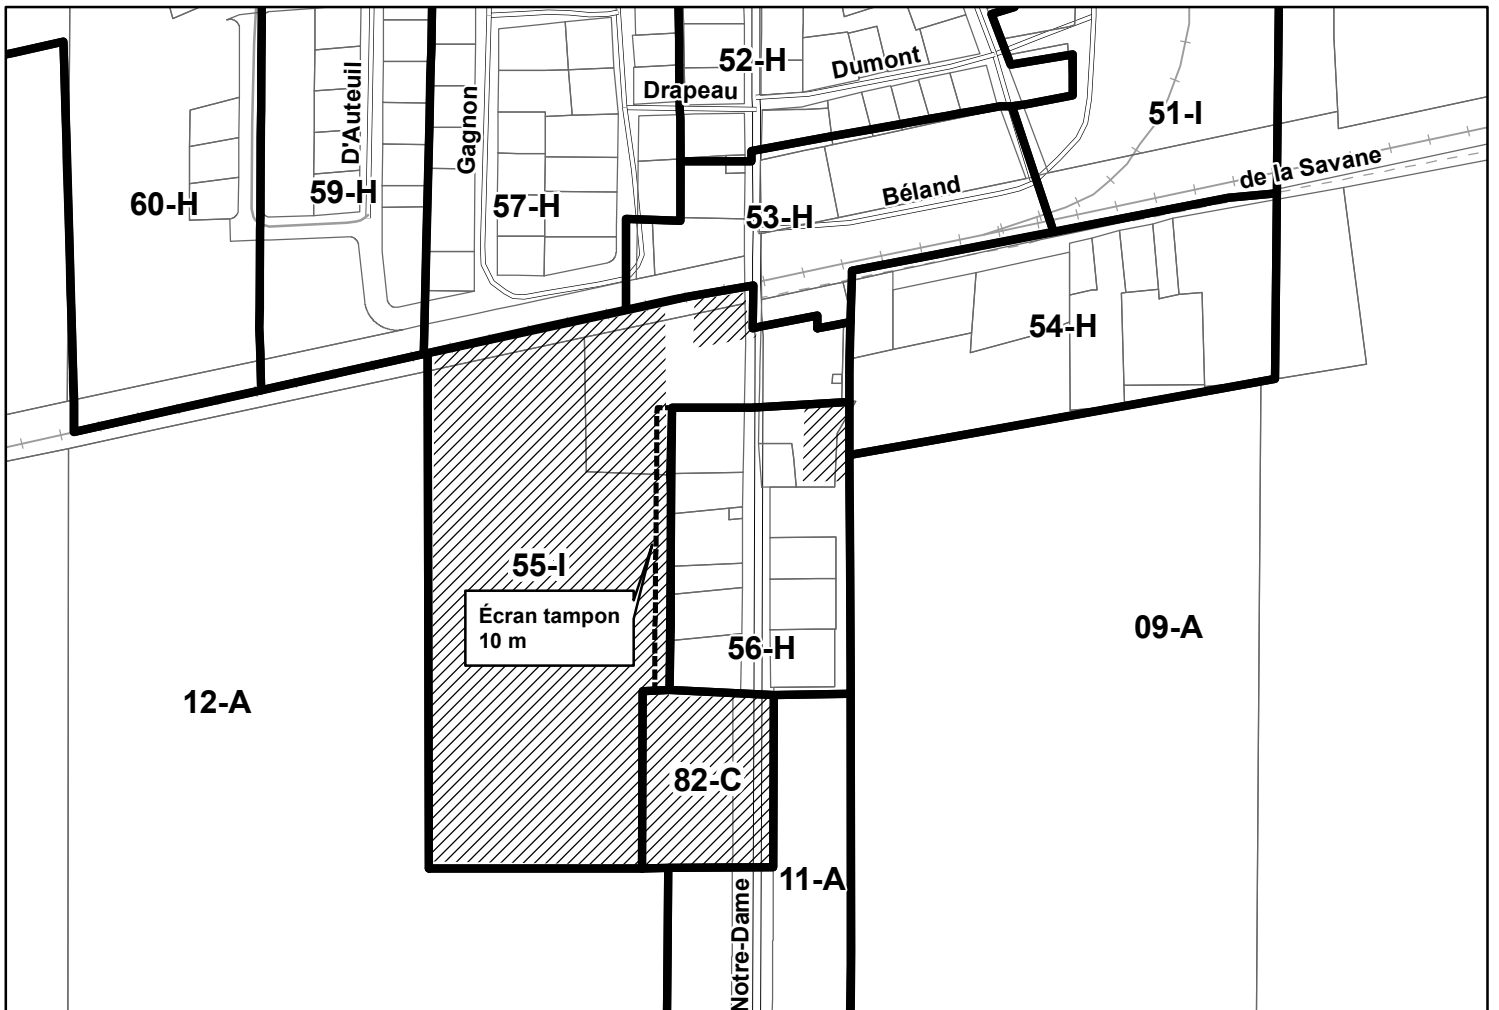 52-H
Dumont
Drapeau
51-I
D'Auteuil
Gagnon
de la Savane
60-H
59-H
57-H
Béland
53-H
54-H
55-I
Écran tampon
10 m
56-H
09-A
12-A
82-C
11-A
Notre-Dame